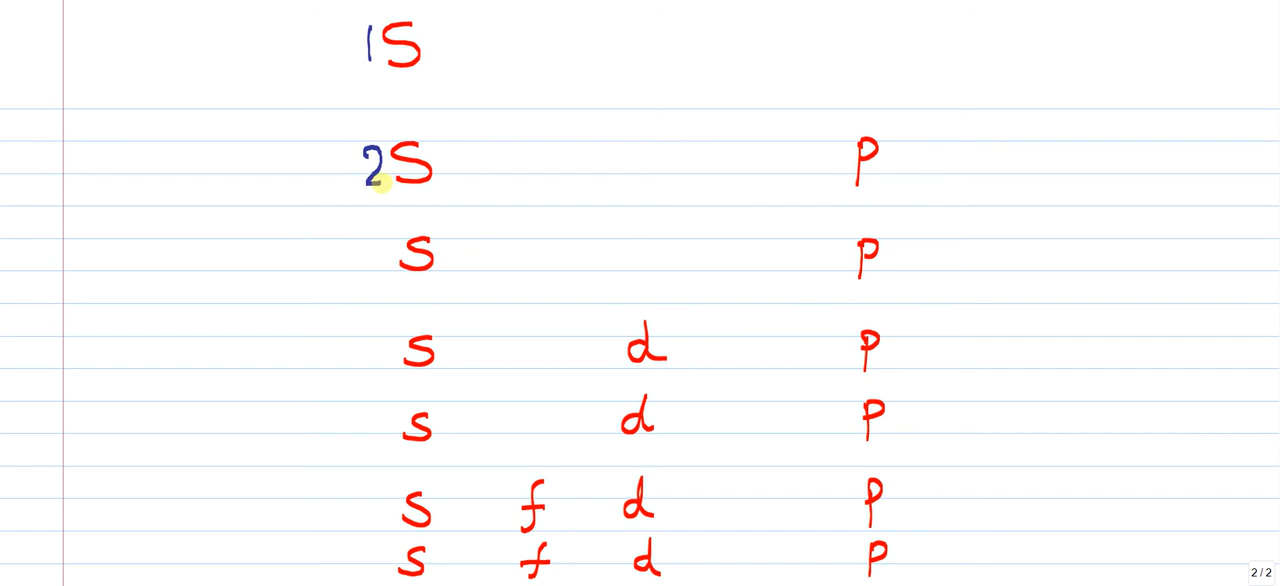 1S
2S P
S P
S d P
S d P
S f d P
S f d P
2 / 2